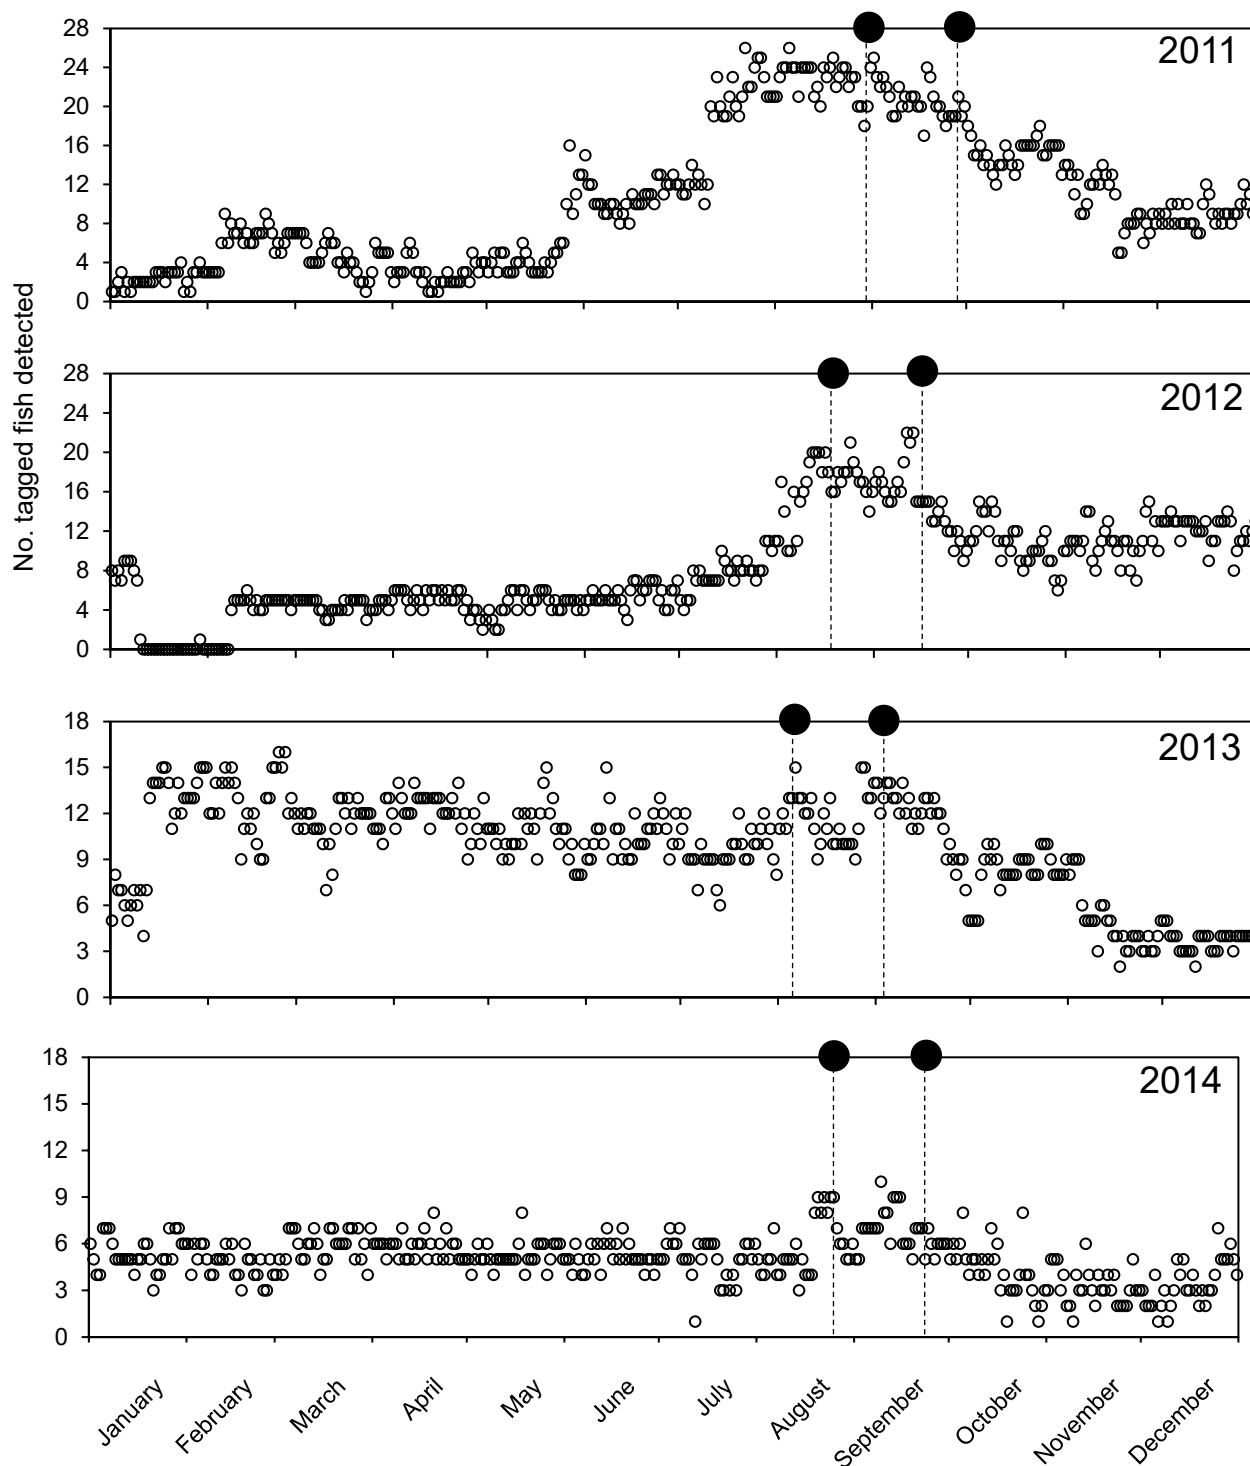 No. tagged fish detected
28
24
20
16
12
8
4
0
2011
28
24
20
16
12
8
4
0
2012
18
15
12
9
6
3
0
2013
18
15
12
9
6
3
0
2014
January
February
March
April
May
June
July
August
September
October
November
December